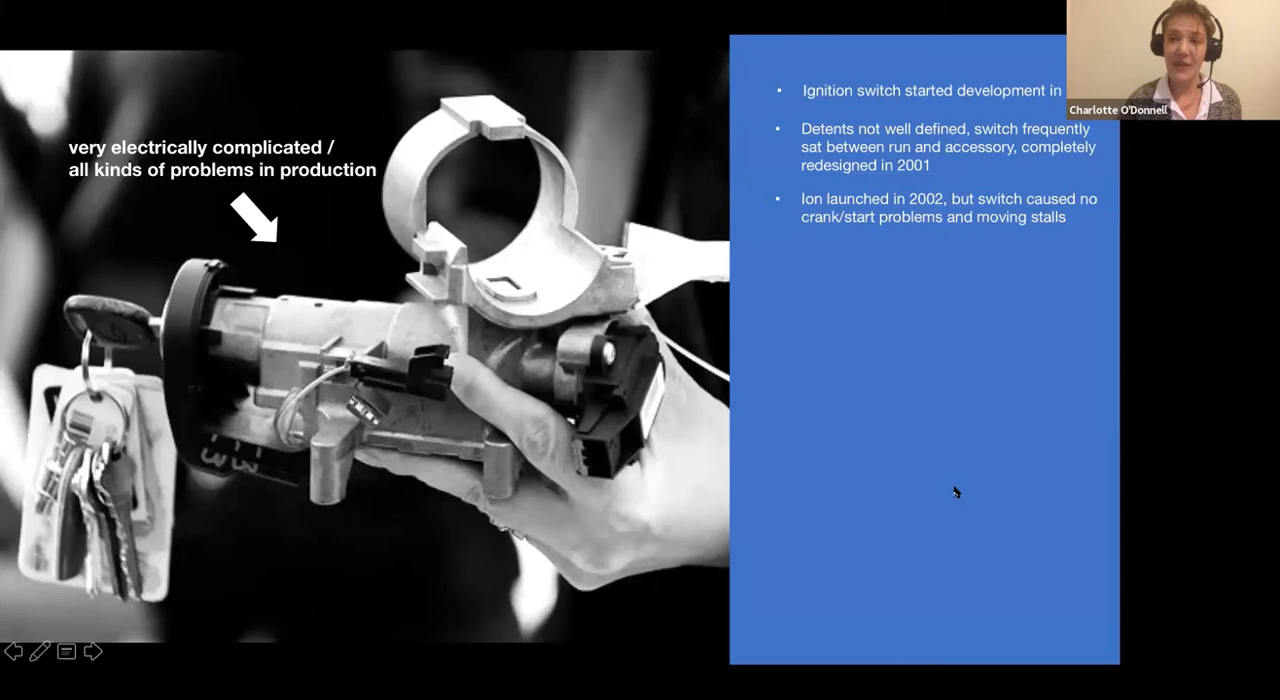 very electrically complicated /
all kinds of problems in production
Ignition switch started development in
Detents not well defined, switch frequently
sat between run and accessory, completely
redesigned in 2001
Ion launched in 2002, but switch caused no
crank/start problems and moving stalls
Charlotte O'Donnell